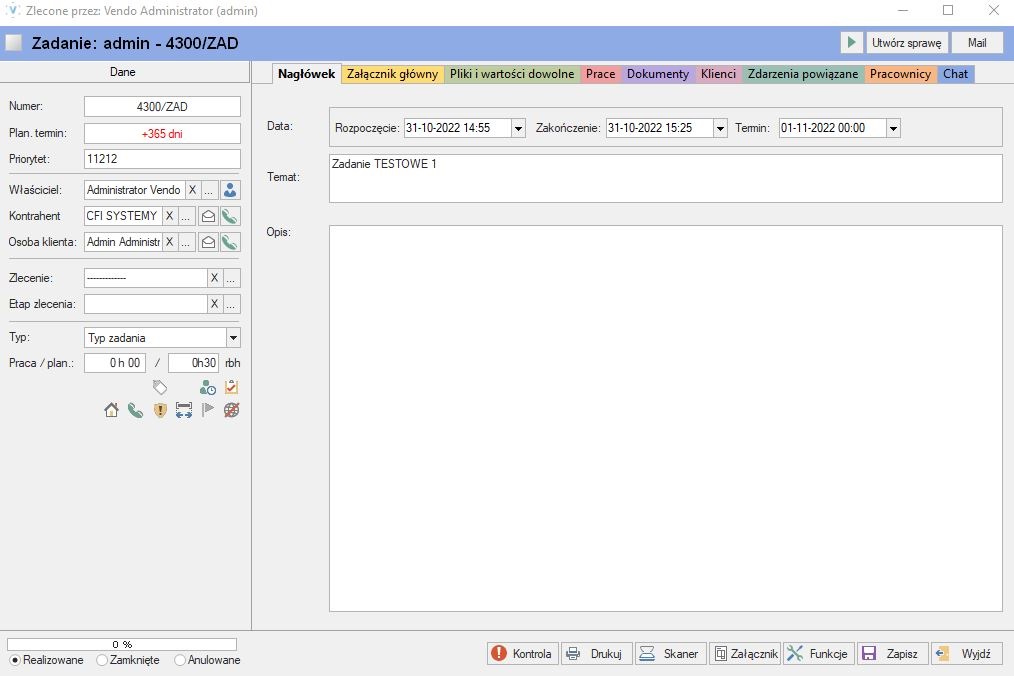 Zlecone przez: Vendo Administrator (admin)
Zadanie: admin - 4300/ZAD
Utwórz sprawę Mail
Dane
Nagłówek Załącznik główny Pliki i wartości dowolne Prace Dokumenty Klienci Zdarzenia powiązane Pracownicy Chat
Numer: 4300/ZAD
Plan. termin: +365 dni
Priorytet: 11212
Właściciel: Administrator Vendo X ...
Kontrahent CFI SYSTEMY X ...
Osoba klienta: Admin Administr X ...
Zlecenie: ------------- X ...
Etap zlecenia: X ...
Typ: Typ zadania
Praca / plan.: 0 h 00 / 0h30 rbh
Data: Rozpoczęcie: 31-10-2022 14:55 Zakończenie: 31-10-2022 15:25 Termin: 01-11-2022 00:00
Temat: Zadanie TESTOWE 1
Opis:
0 %
Realizowane Zamknięte Anulowane
Kontrola Drukuj Skaner Załącznik Funkcje Zapisz Wyjdź